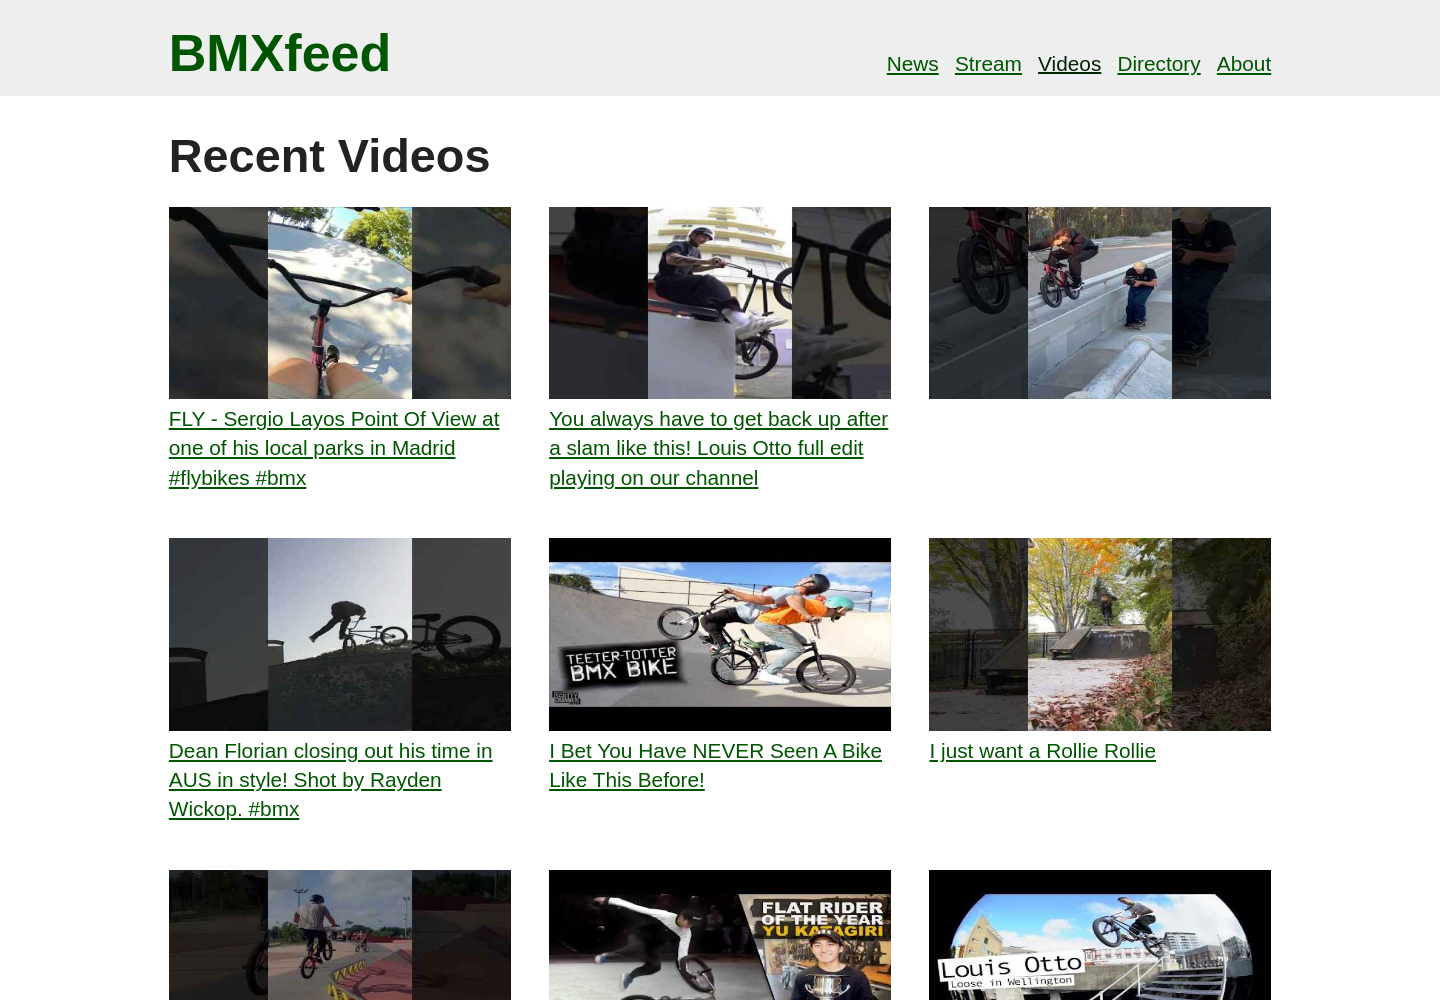 BMXfeed
News Stream Videos Directory About
Recent Videos
FLY - Sergio Layos Point Of View at
one of his local parks in Madrid
#flybikes #bmx
You always have to get back up after
a slam like this! Louis Otto full edit
playing on our channel
TEETER-TOTTER
BMX BIKE
Dean Florian closing out his time in
AUS in style! Shot by Rayden
Wickop. #bmx
I Bet You Have NEVER Seen A Bike
Like This Before!
I just want a Rollie Rollie
FLAT RIDER
OF THE YEAR
YU KATAGIRI
Louis Otto
Loose in Wellington